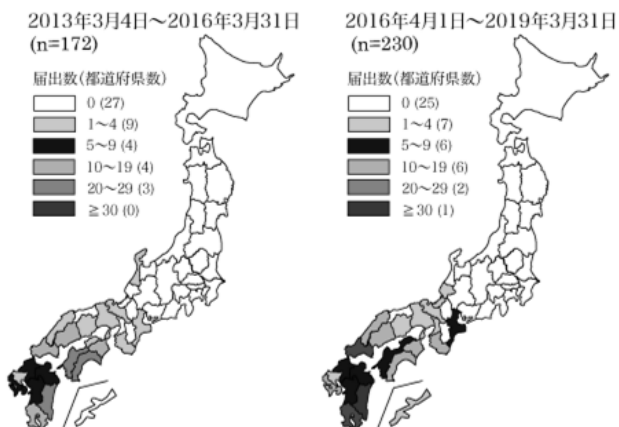 2013年3月4日～2016年3月31日
(n=172)
届出数(都道府県数)
0 (27)
1～4 (9)
5～9 (4)
10～19 (4)
20～29 (3)
≧30 (0)
2016年4月1日～2019年3月31日
(n=230)
届出数(都道府県数)
0 (25)
1～4 (7)
5～9 (6)
10～19 (6)
20～29 (2)
≧30 (1)